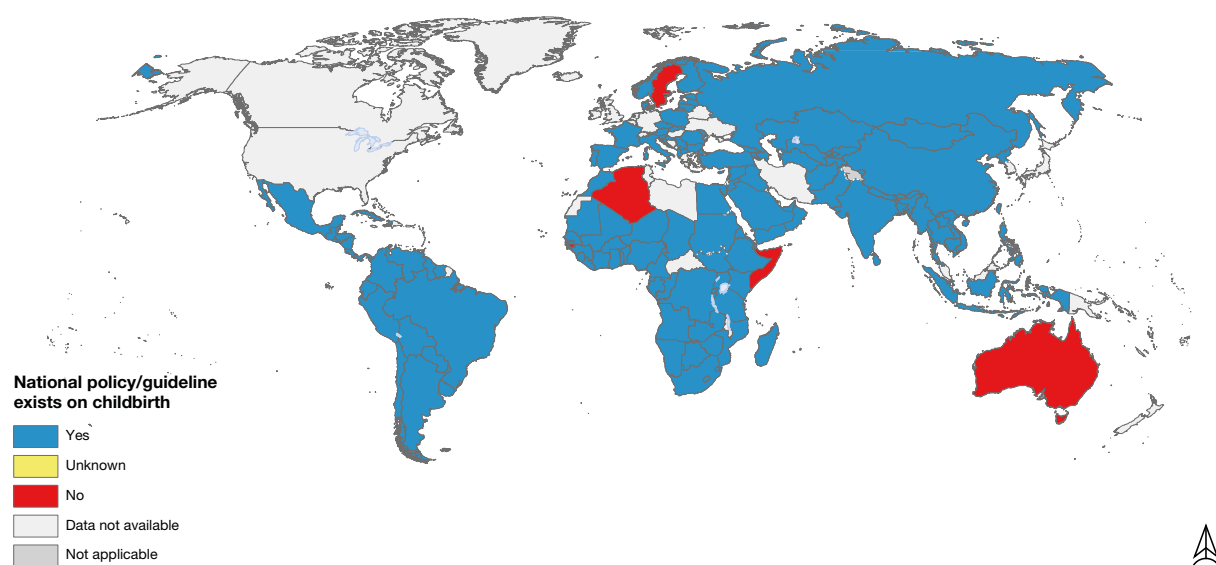 National policy/guideline
exists on childbirth
Yes
Unknown
No
Data not available
Not applicable